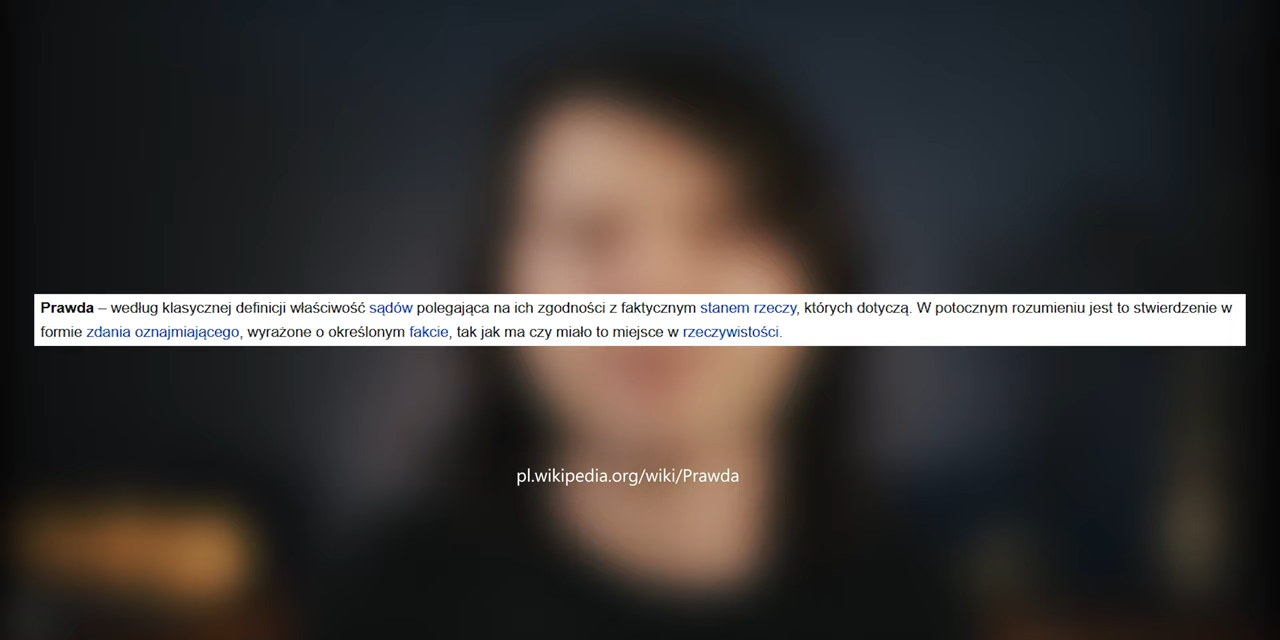 Prawda – według klasycznej definicji właściwość sądów polegająca na ich zgodności z faktycznym stanem rzeczy, których dotyczą. W potocznym rozumieniu jest to stwierdzenie w
formie zdania oznajmiającego, wyrażone o określonym fakcie, tak jak ma czy miało to miejsce w rzeczywistości.
pl.wikipedia.org/wiki/Prawda